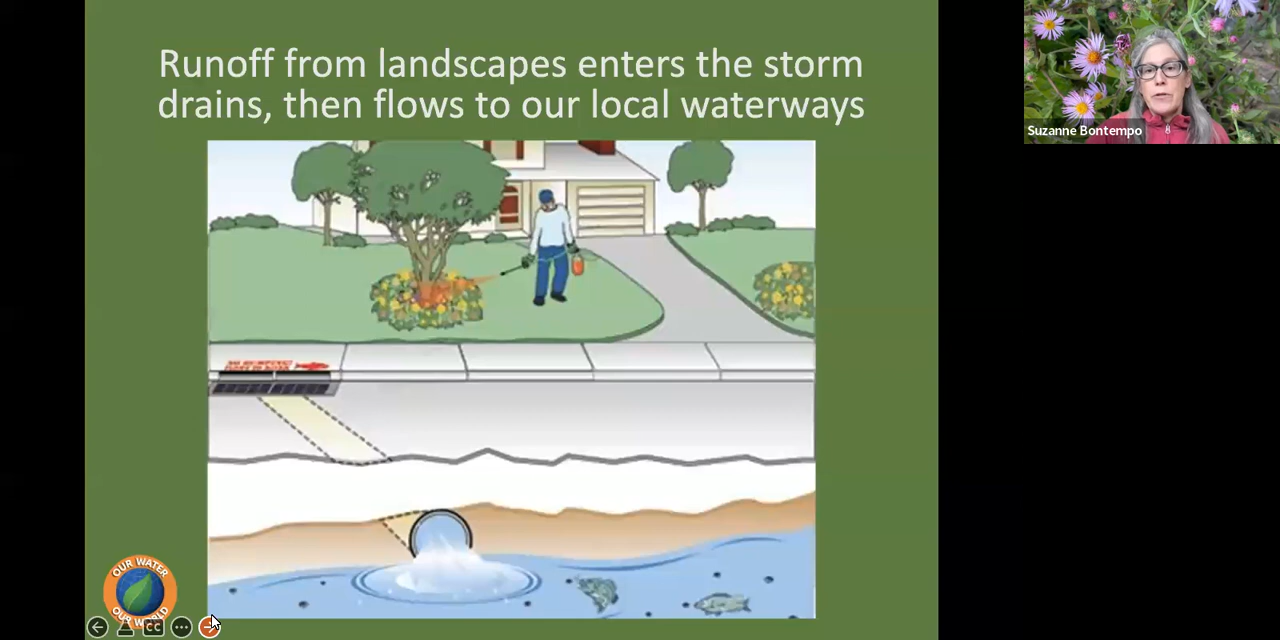 Runoff from landscapes enters the storm
drains, then flows to our local waterways
Suzanne Bontempo
OUR WATER
OUR WORLD
CC